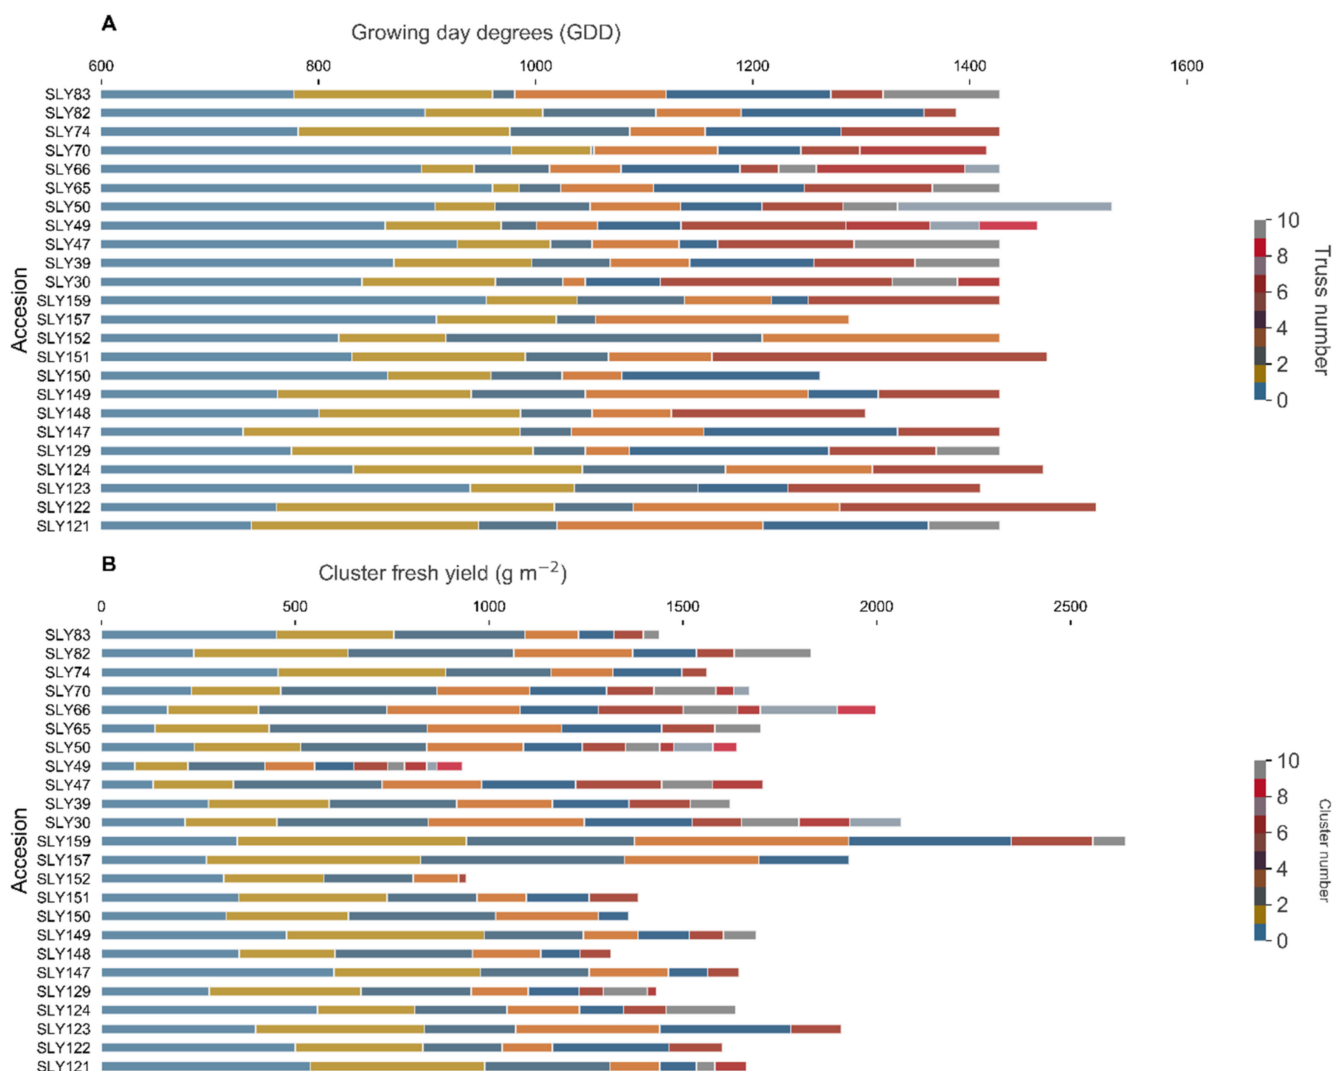 A
Growing day degrees (GDD)
600 800 1000 1200 1400 1600
SLY83
SLY82
SLY74
SLY70
SLY66
SLY65
SLY50
SLY49
SLY47
SLY39
SLY30
SLY159
SLY157
SLY152
SLY151
SLY150
SLY149
SLY148
SLY147
SLY129
SLY124
SLY123
SLY122
SLY121
Accesion
10
8
6
4
2
0
Truss number
B
Cluster fresh yield (g m⁻²)
0 500 1000 1500 2000 2500
SLY83
SLY82
SLY74
SLY70
SLY66
SLY65
SLY50
SLY49
SLY47
SLY39
SLY30
SLY159
SLY157
SLY152
SLY151
SLY150
SLY149
SLY148
SLY147
SLY129
SLY124
SLY123
SLY122
SLY121
Accesion
10
8
6
4
2
0
Cluster number